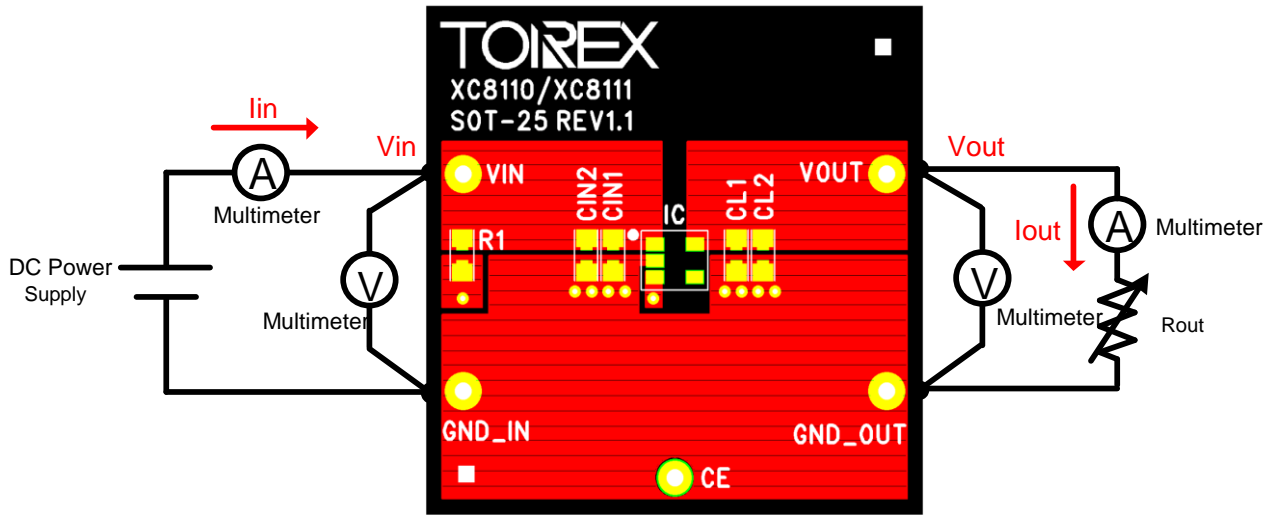 TOREX
XC8110/XC8111
SOT-25 REV1.1
Iin
Vin
A
Multimeter
DC Power
Supply
V
Multimeter
VIN
R1
CIN2
CIN1
IC
CL1
CL2
VOUT
GND_IN
GND_OUT
CE
Vout
Iout
A
Multimeter
V
Multimeter
Rout